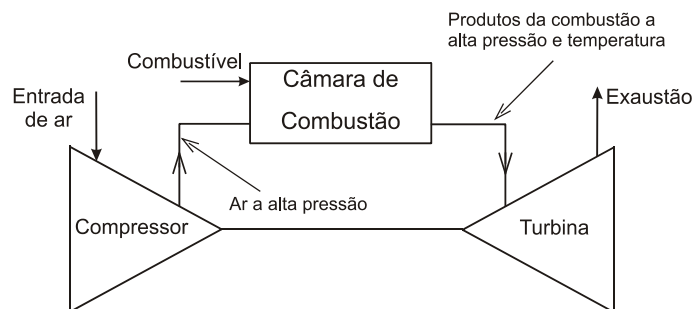 Produtos da combustão a
alta pressão e temperatura
Combustível
Câmara de
Combustão
Entrada
de ar
Exaustão
Ar a alta pressão
Compressor
Turbina